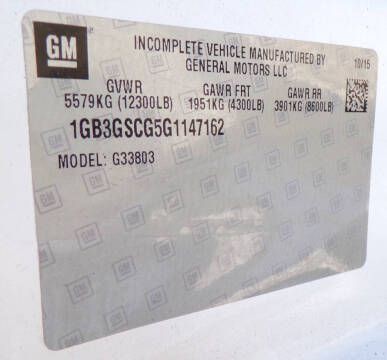 GM
INCOMPLETE VEHICLE MANUFACTURED BY
GENERAL MOTORS LLC
10/15
GVWR GAWR FRT GAWR RR
5579KG (12300LB) 1951KG (4300LB) 3901KG (8600LB)
1GB3GSCG5G1147162
MODEL: G33803